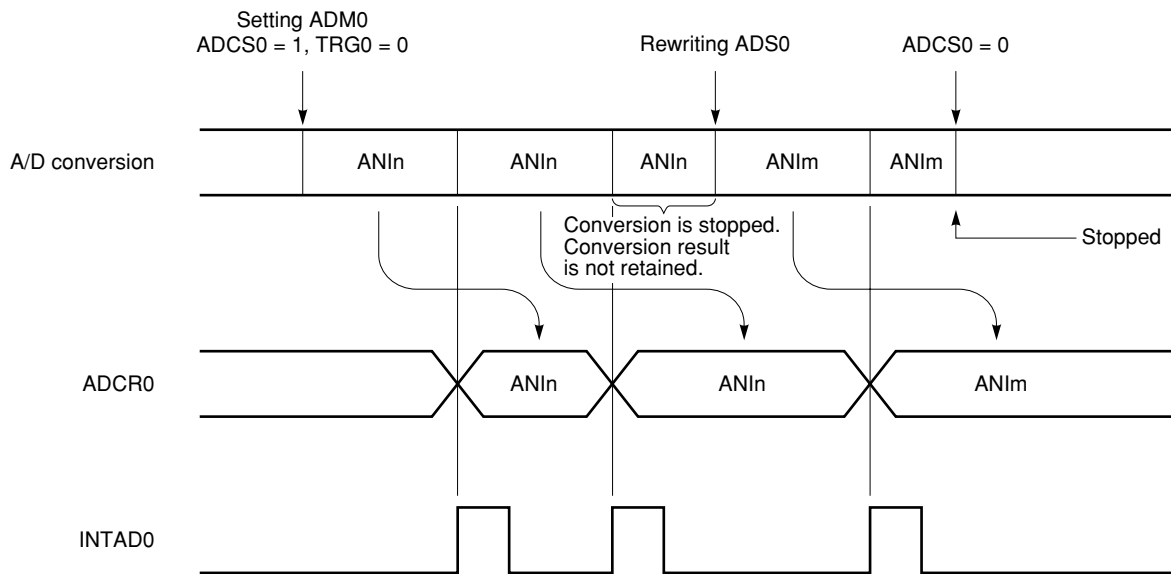 Setting ADM0
ADCS0 = 1, TRG0 = 0
Rewriting ADS0
ADCS0 = 0
A/D conversion
ANIn
ANIn
ANIn
ANIm
ANIm
Conversion is stopped.
Conversion result
is not retained.
Stopped
ADCR0
ANIn
ANIn
ANIm
INTAD0